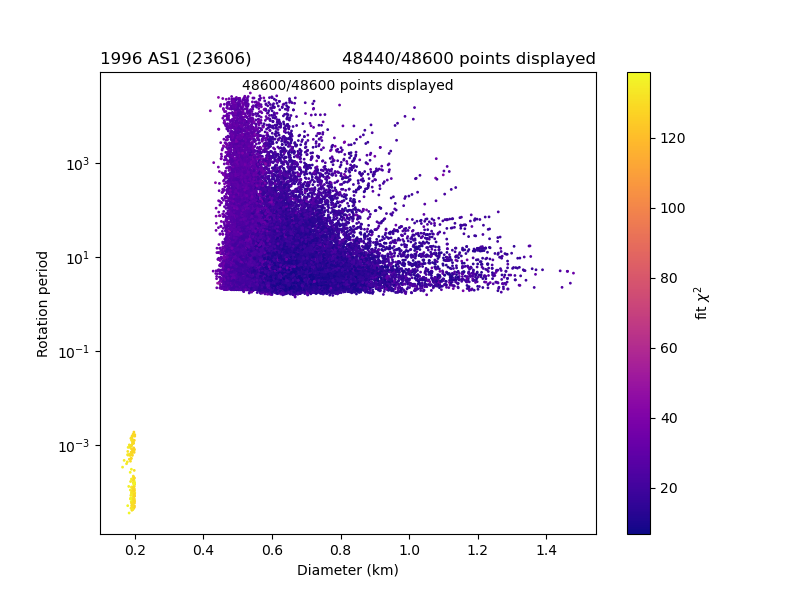 1996 AS1 (23606)
48440/48600 points displayed
48600/48600 points displayed
10³
10¹
10⁻¹
10⁻³
Rotation period
0.2 0.4 0.6 0.8 1.0 1.2 1.4
Diameter (km)
120
100
80
60
40
20
fit χ²